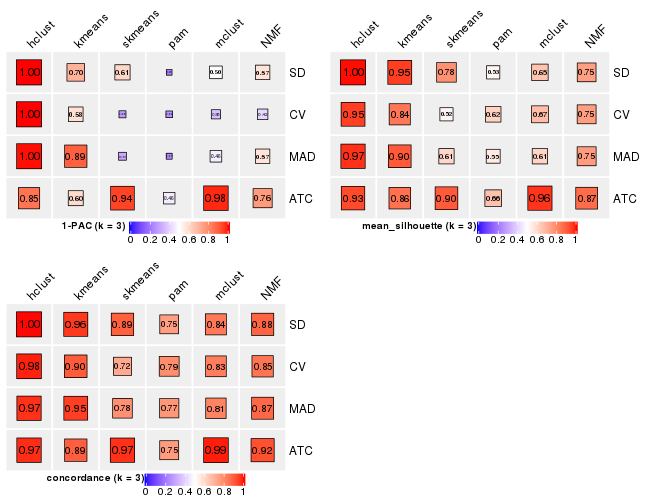 hclust kmeans skmeans pam mclust NMF
1.00 0.70 0.61 0.50 0.57 SD
1.00 0.58 CV
1.00 0.89 0.57 MAD
0.85 0.60 0.94 0.98 0.76 ATC
1-PAC (k = 3)
0 0.2 0.4 0.6 0.8 1
hclust kmeans skmeans pam mclust NMF
1.00 0.95 0.78 0.53 0.65 0.75 SD
0.95 0.84 0.52 0.62 0.67 0.75 CV
0.97 0.90 0.61 0.55 0.61 0.75 MAD
0.93 0.86 0.90 0.66 0.96 0.87 ATC
mean_silhouette (k = 3)
0 0.2 0.4 0.6 0.8 1
hclust kmeans skmeans pam mclust NMF
1.00 0.96 0.89 0.75 0.84 0.88 SD
0.98 0.90 0.72 0.79 0.83 0.85 CV
0.97 0.95 0.78 0.77 0.81 0.87 MAD
0.97 0.89 0.97 0.75 0.99 0.92 ATC
concordance (k = 3)
0 0.2 0.4 0.6 0.8 1